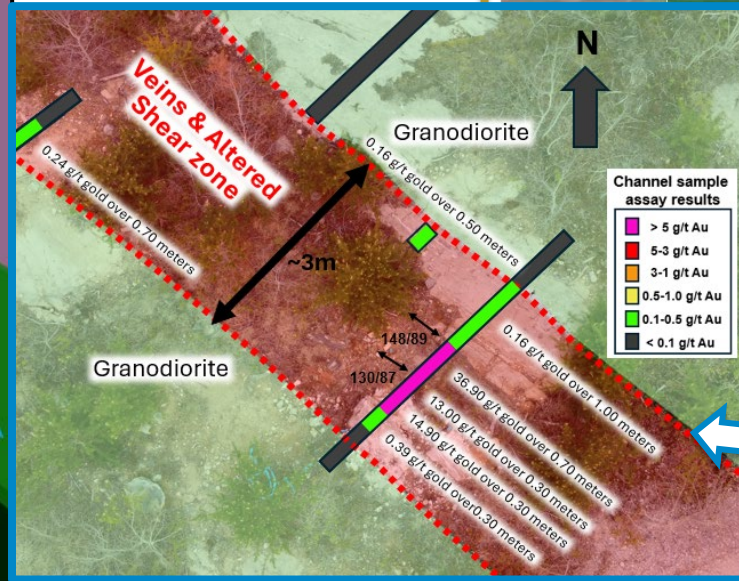 N
Veins & Altered
Shear zone
Granodiorite
0.16 g/t gold over 0.50 meters
0.24 g/t gold over 0.70 meters
~3m
Channel sample
assay results
> 5 g/t Au
5-3 g/t Au
3-1 g/t Au
0.5-1.0 g/t Au
0.1-0.5 g/t Au
< 0.1 g/t Au
148/89
130/87
Granodiorite
0.16 g/t gold over 1.00 meters
36.90 g/t gold over 0.70 meters
13.00 g/t gold over 0.30 meters
14.90 g/t gold over 0.30 meters
0.39 g/t gold over0.30 meters